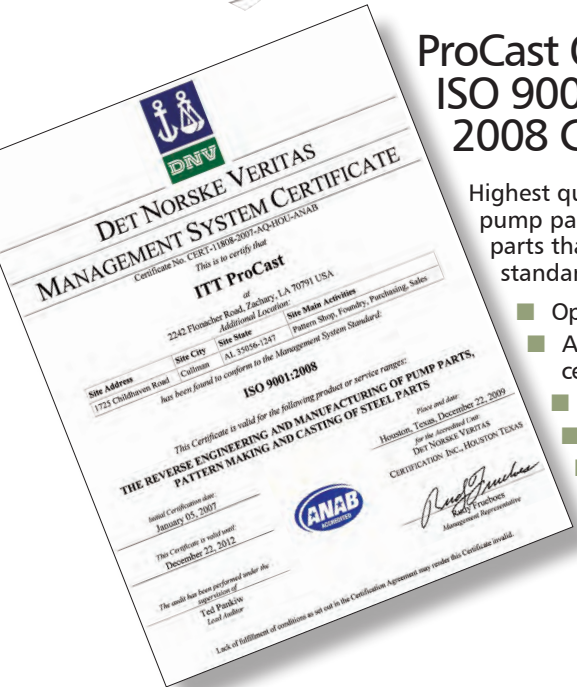 ProCast
ISO 900
2008 C
Highest qu
pump pa
parts tha
standar
Op
A
ce
DNV
DET NORSKE VERITAS
MANAGEMENT SYSTEM CERTIFICATE
Certificate No. CERT-11808-2007-AQ-HOU-ANAB
This is to certify that
ITT ProCast
at
2242 Flonacher Road, Zachary, LA 70791 USA
Additional Location:
Site Address Site City Site State Site Main Activities
1725 Childhaven Road Cullman AL 35056-1247 Pattern Shop, Foundry, Purchasing, Sales
has been found to conform to the Management System Standard:
ISO 9001:2008
This Certificate is valid for the following product or service ranges:
THE REVERSE ENGINEERING AND MANUFACTURING OF PUMP PARTS,
PATTERN MAKING AND CASTING OF STEEL PARTS
Initial Certification date:
January 05, 2007
This Certificate is valid until:
December 22, 2012
The audit has been performed under the
supervision of
Ted Pankiw
Lead Auditor
ANAB
ACCREDITED
Place and date:
Houston, Texas, December 22, 2009
for the Accredited Unit:
DET NORSKE VERITAS
CERTIFICATION INC., HOUSTON TEXAS
Rudy Fruehoes
Management Representative
Lack of fulfillment of conditions as set out in the Certification Agreement may render this Certificate invalid.